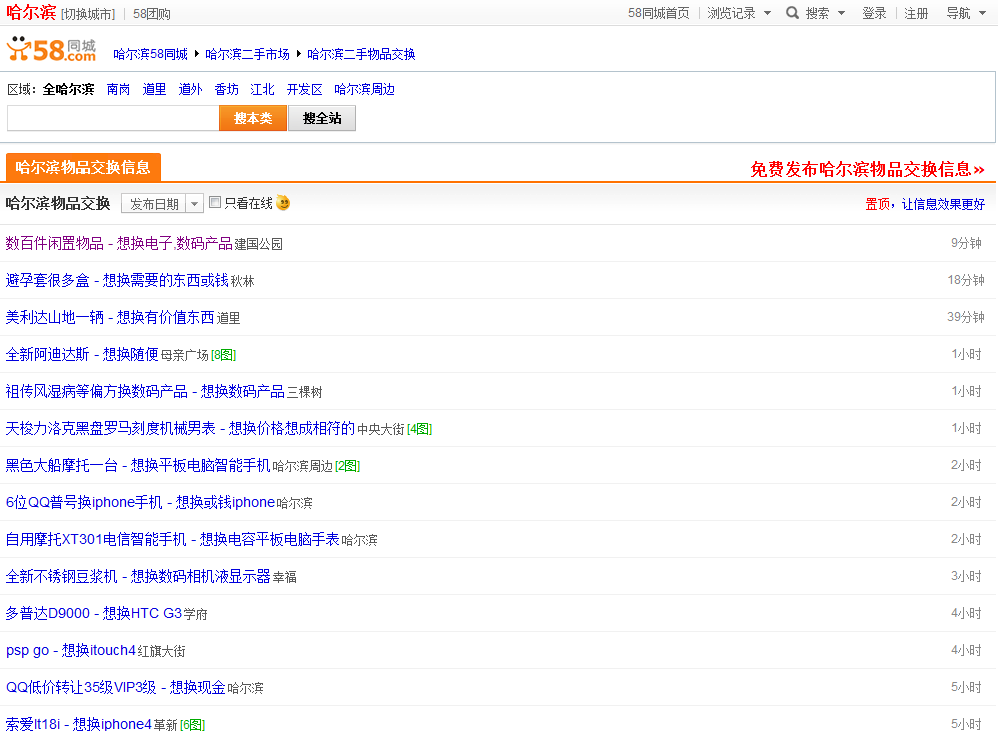 哈尔滨 [切换城市] | 58团购 58同城首页 | 浏览记录 搜索 登录 | 注册 导航
58同城.com 哈尔滨58同城 哈尔滨二手市场 哈尔滨二手物品交换
区域: 全哈尔滨 南岗 道里 道外 香坊 江北 开发区 哈尔滨周边
搜本类 搜全站
哈尔滨物品交换信息 免费发布哈尔滨物品交换信息»
哈尔滨物品交换 发布日期 只看在线 置顶，让信息效果更好
数百件闲置物品 - 想换电子,数码产品 建国公园 9分钟
避孕套很多盒 - 想换需要的东西或钱 秋林 18分钟
美利达山地一辆 - 想换有价值东西 道里 39分钟
全新阿迪达斯 - 想换随便 母亲广场 [8图] 1小时
祖传风湿病等偏方换数码产品 - 想换数码产品 三棵树 1小时
天梭力洛克黑盘罗马刻度机械男表 - 想换价格想成相符的 中央大街 [4图] 1小时
黑色大船摩托一台 - 想换平板电脑智能手机 哈尔滨周边 [2图] 2小时
6位QQ普号换iphone手机 - 想换或钱iphone 哈尔滨 2小时
自用摩托XT301电信智能手机 - 想换电容平板电脑手表 哈尔滨 2小时
全新不锈钢豆浆机 - 想换数码相机液显示器 幸福 3小时
多普达D9000 - 想换HTC G3 学府 4小时
psp go - 想换itouch4 红旗大街 4小时
QQ低价转让35级VIP3级 - 想换现金 哈尔滨 5小时
索爱lt18i - 想换iphone4 革新 [6图] 5小时